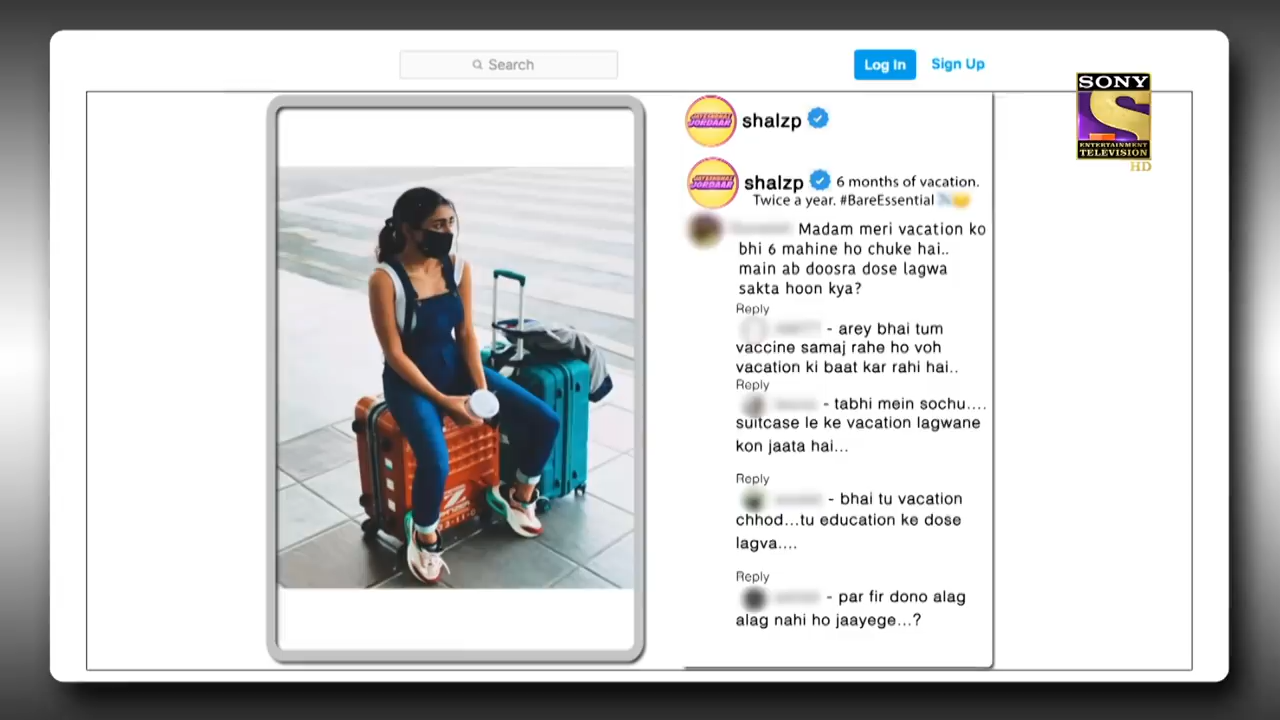 Search
Log In
Sign Up
SONY
S
ENTERTAINMENT
TELEVISION
HD
JAYESHBHAI
JORDAAR
shalzp
JAYESHBHAI
JORDAAR
shalzp 6 months of vacation.
Twice a year. #BareEssential
Madam meri vacation ko
bhi 6 mahine ho chuke hai..
main ab doosra dose lagwa
sakta hoon kya?
Reply
- arey bhai tum
vaccine samaj rahe ho voh
vacation ki baat kar rahi hai..
Reply
- tabhi mein sochu....
suitcase le ke vacation lagwane
kon jaata hai...
Reply
- bhai tu vacation
chhod...tu education ke dose
lagva....
Reply
- par fir dono alag
alag nahi ho jaayege...?